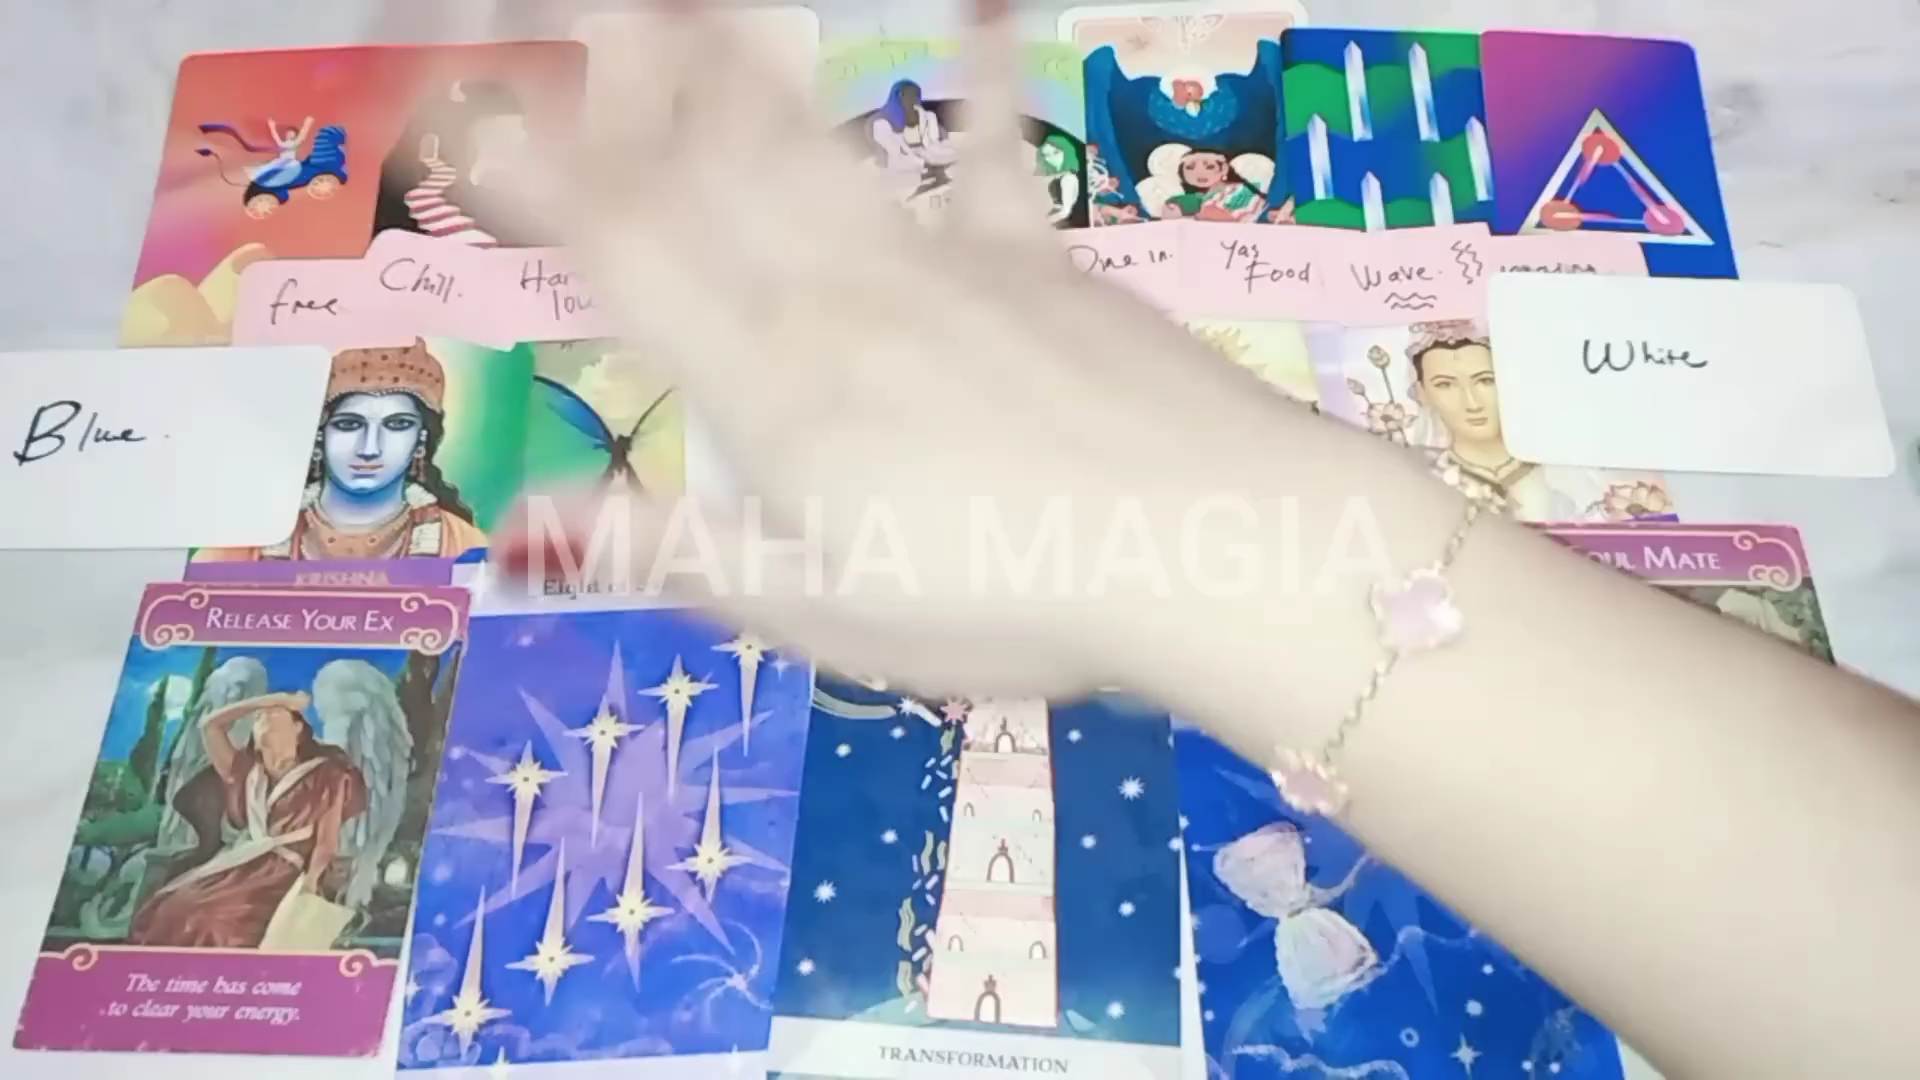 free
Chill.
Yas
Food
Wave.
White
Blue.
MAHA MAGIA
KRISHNA
SOUL MATE
RELEASE YOUR EX
The time has come
to clear your energy.
TRANSFORMATION